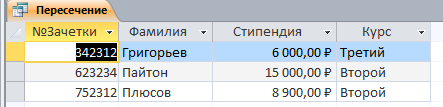 Пересечение
№Зачетки Фамилия Стипендия Курс
342312 Григорьев 6 000,00 ₽ Третий
623234 Пайтон 15 000,00 ₽ Второй
752312 Плюсов 8 900,00 ₽ Второй